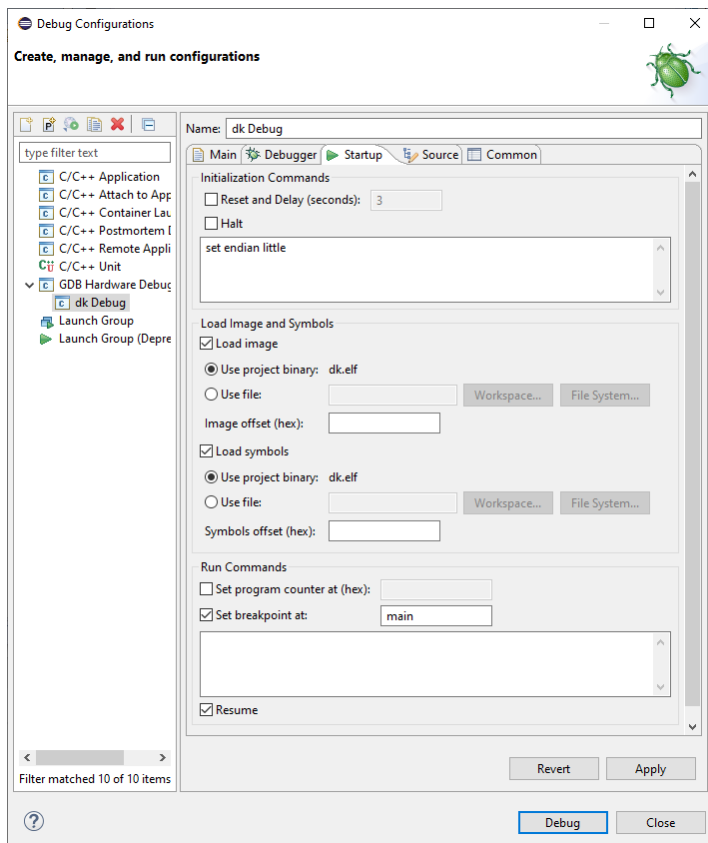 Debug Configurations
Create, manage, and run configurations
type filter text
C/C++ Application
C/C++ Attach to App
C/C++ Container Lau
C/C++ Postmortem D
C/C++ Remote Appli
C/C++ Unit
GDB Hardware Debug
dk Debug
Launch Group
Launch Group (Depre
Filter matched 10 of 10 items
Name: dk Debug
Main Debugger Startup Source Common
Initialization Commands
Reset and Delay (seconds): 3
Halt
set endian little
Load Image and Symbols
Load image
Use project binary: dk.elf
Use file: Workspace... File System...
Image offset (hex):
Load symbols
Use project binary: dk.elf
Use file: Workspace... File System...
Symbols offset (hex):
Run Commands
Set program counter at (hex):
Set breakpoint at: main
Resume
Revert Apply
Debug Close